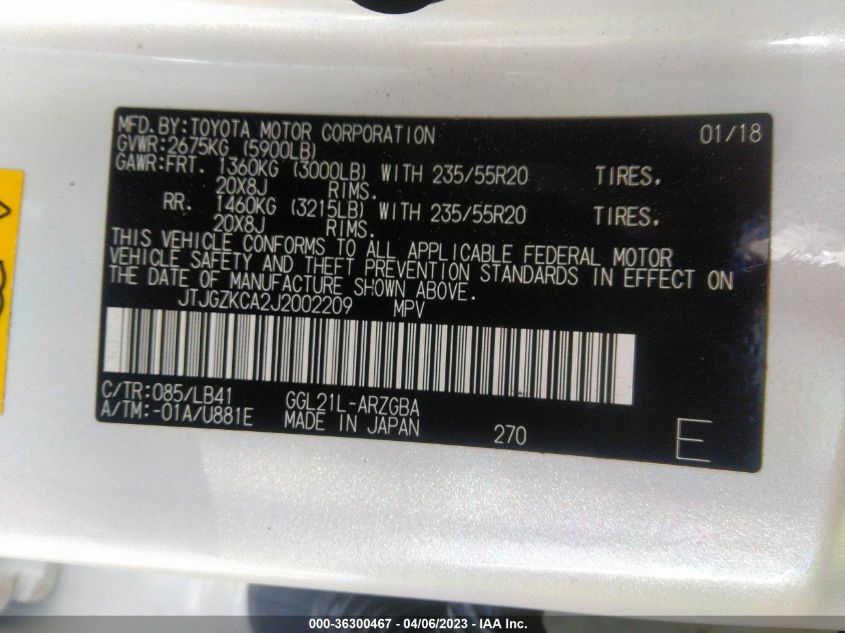 MFD.BY:TOYOTA MOTOR CORPORATION 01/18
GVWR:2675KG (5900LB)
GAWR:FRT. 1360KG (3000LB) WITH 235/55R20 TIRES.
20X8J RIMS.
RR. 1460KG (3215LB) WITH 235/55R20 TIRES.
20X8J RIMS.
THIS VEHICLE CONFORMS TO ALL APPLICABLE FEDERAL MOTOR
VEHICLE SAFETY AND THEFT PREVENTION STANDARDS IN EFFECT ON
THE DATE OF MANUFACTURE SHOWN ABOVE.
JTJGZKCA2J2002209 MPV
C/TR:085/LB41 GGL21L-ARZGBA
A/TM:-01A/U881E MADE IN JAPAN 270 E
000-36300467 - 04/06/2023 - IAA Inc.